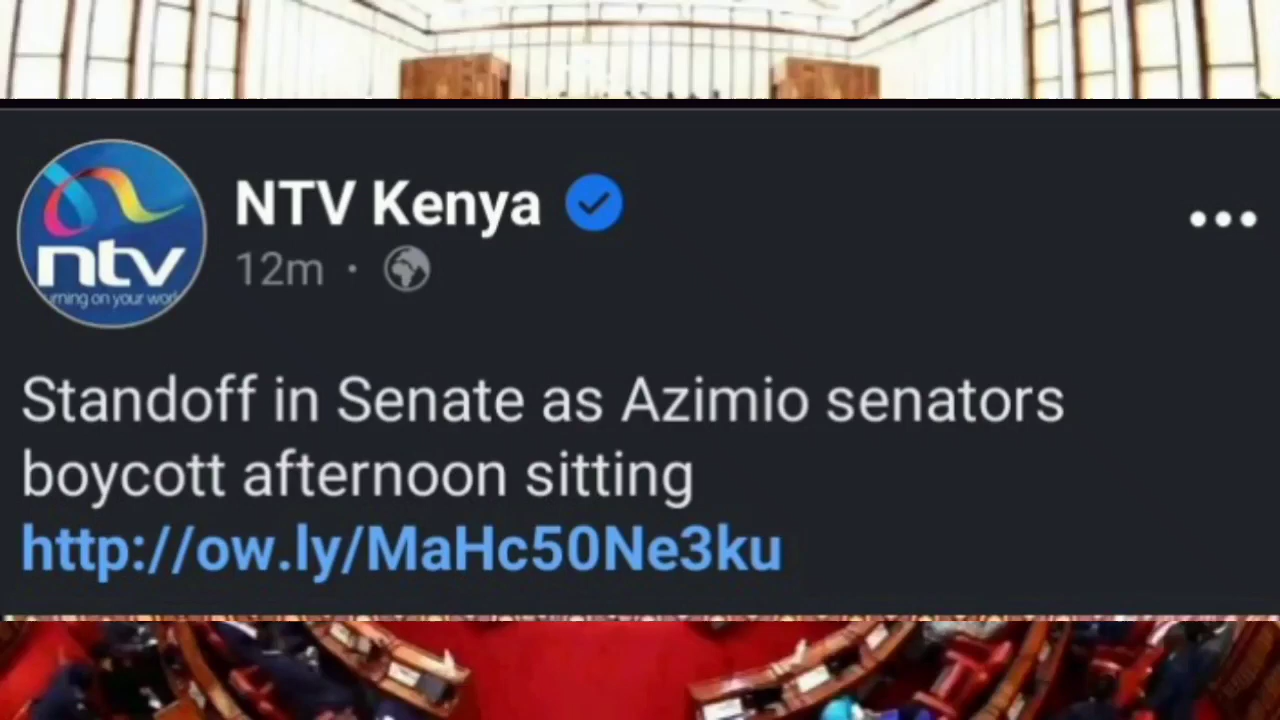 ntv
NTV Kenya
12m ·
Standoff in Senate as Azimio senators
boycott afternoon sitting
http://ow.ly/MaHc50Ne3ku